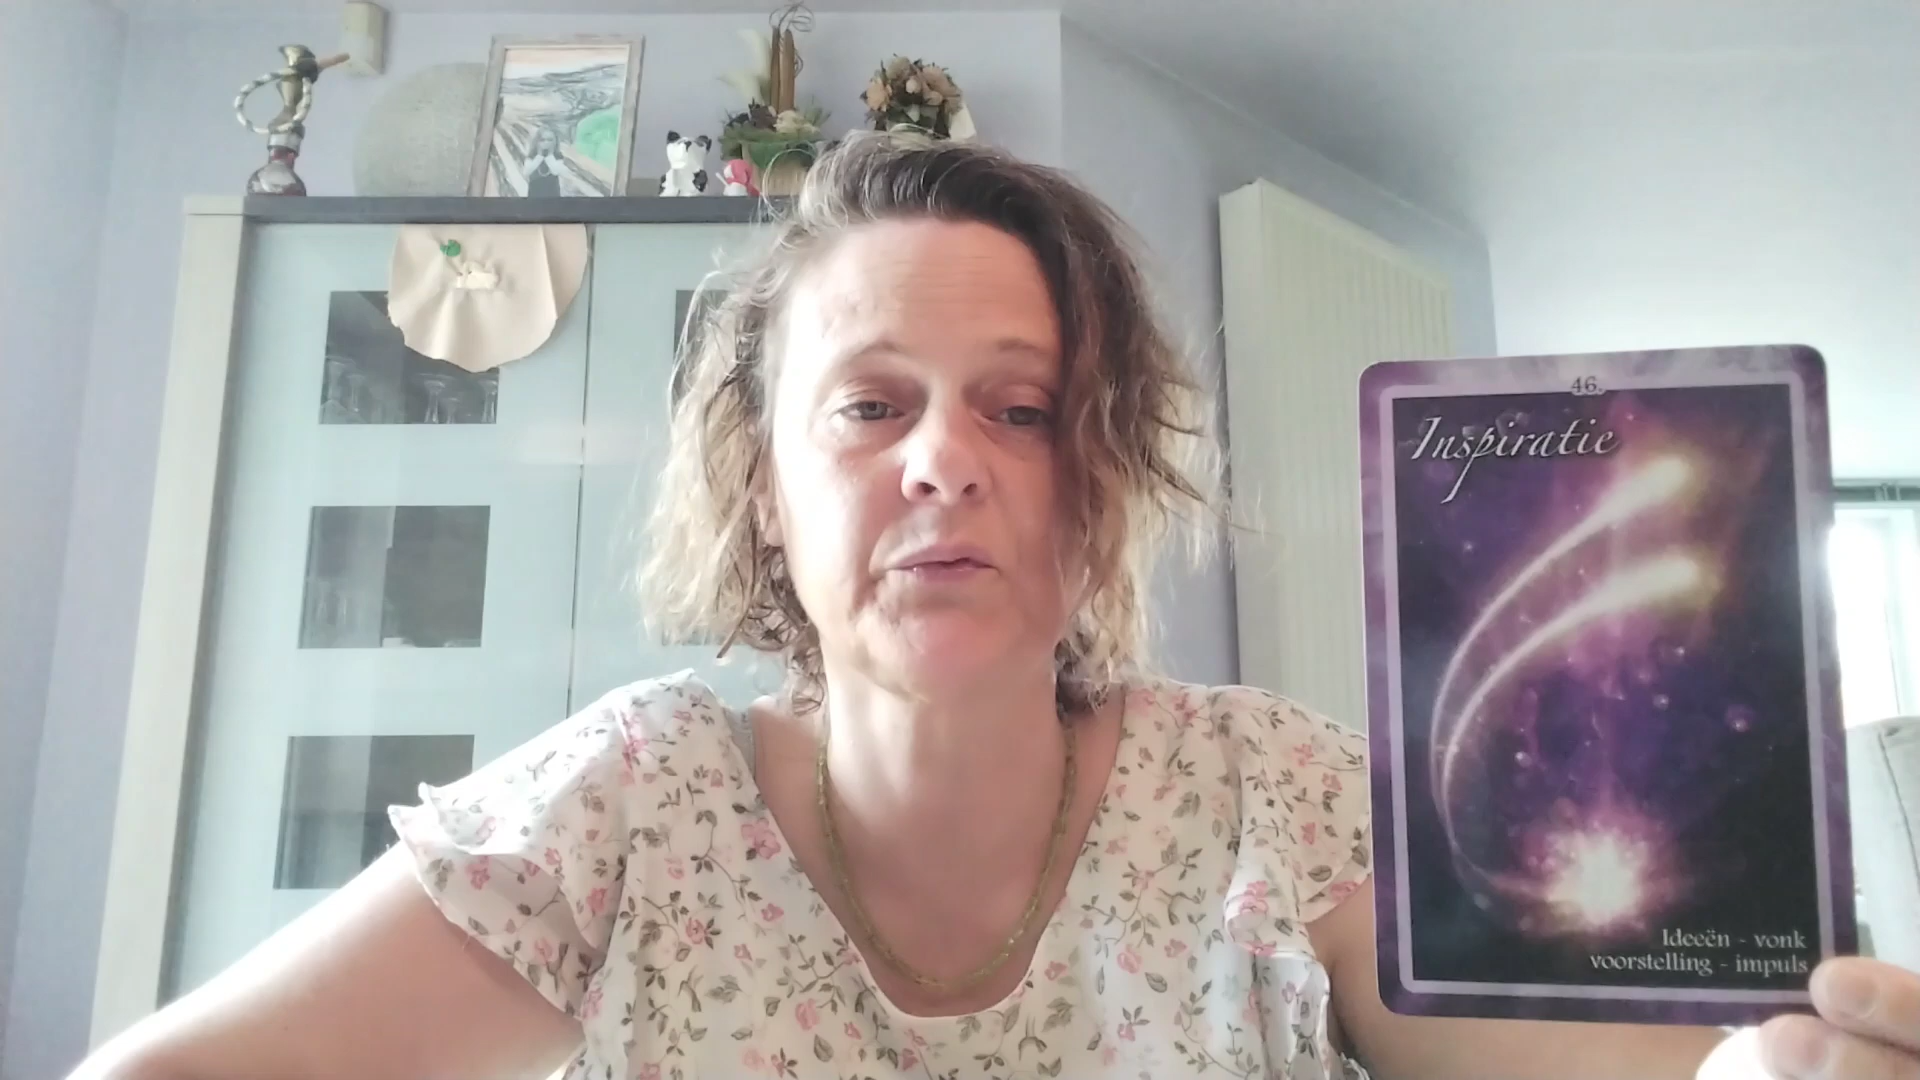 46.
Inspiratie
Ideeën - vonk
voorstelling - impuls